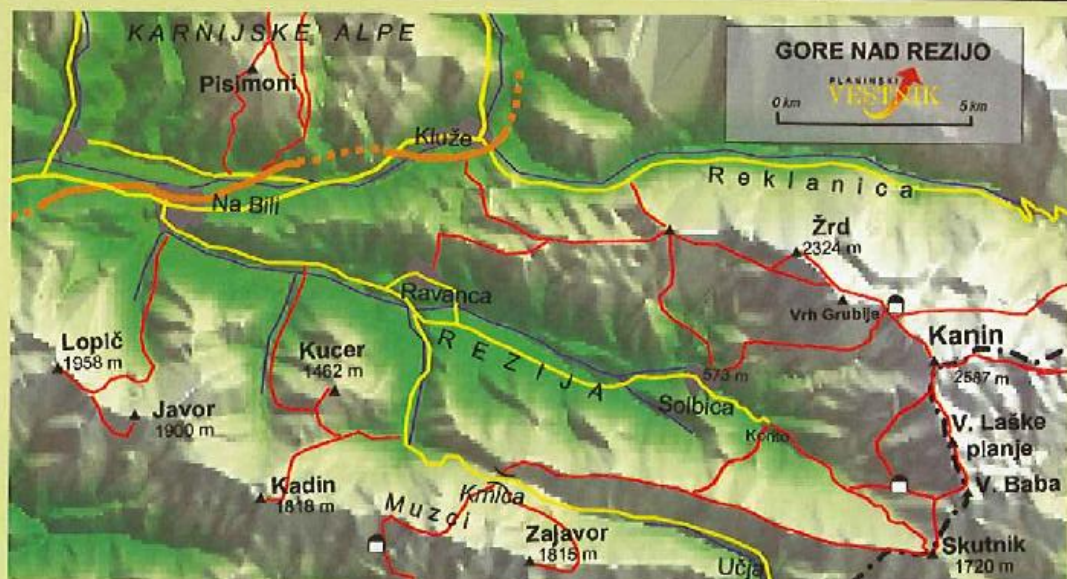 KARNIJSKE ALPE
GORE NAD REZIJO
PLANINSKI
VESTNIK
0 km
5 km
Pisimoni
Kluže
Reklanica
Na Bili
Žrd
2324 m
Ravanca
Vrh Grubije
Lopič
1958 m
Kucer
1462 m
REZIJA
Kanin
2587 m
573 m
Solbica
Javor
1900 m
V. Laške
planje
Korito
Kadin
1818 m
Krnica
V. Baba
Muzci
Zajavor
1815 m
Skutnik
1720 m
Učja